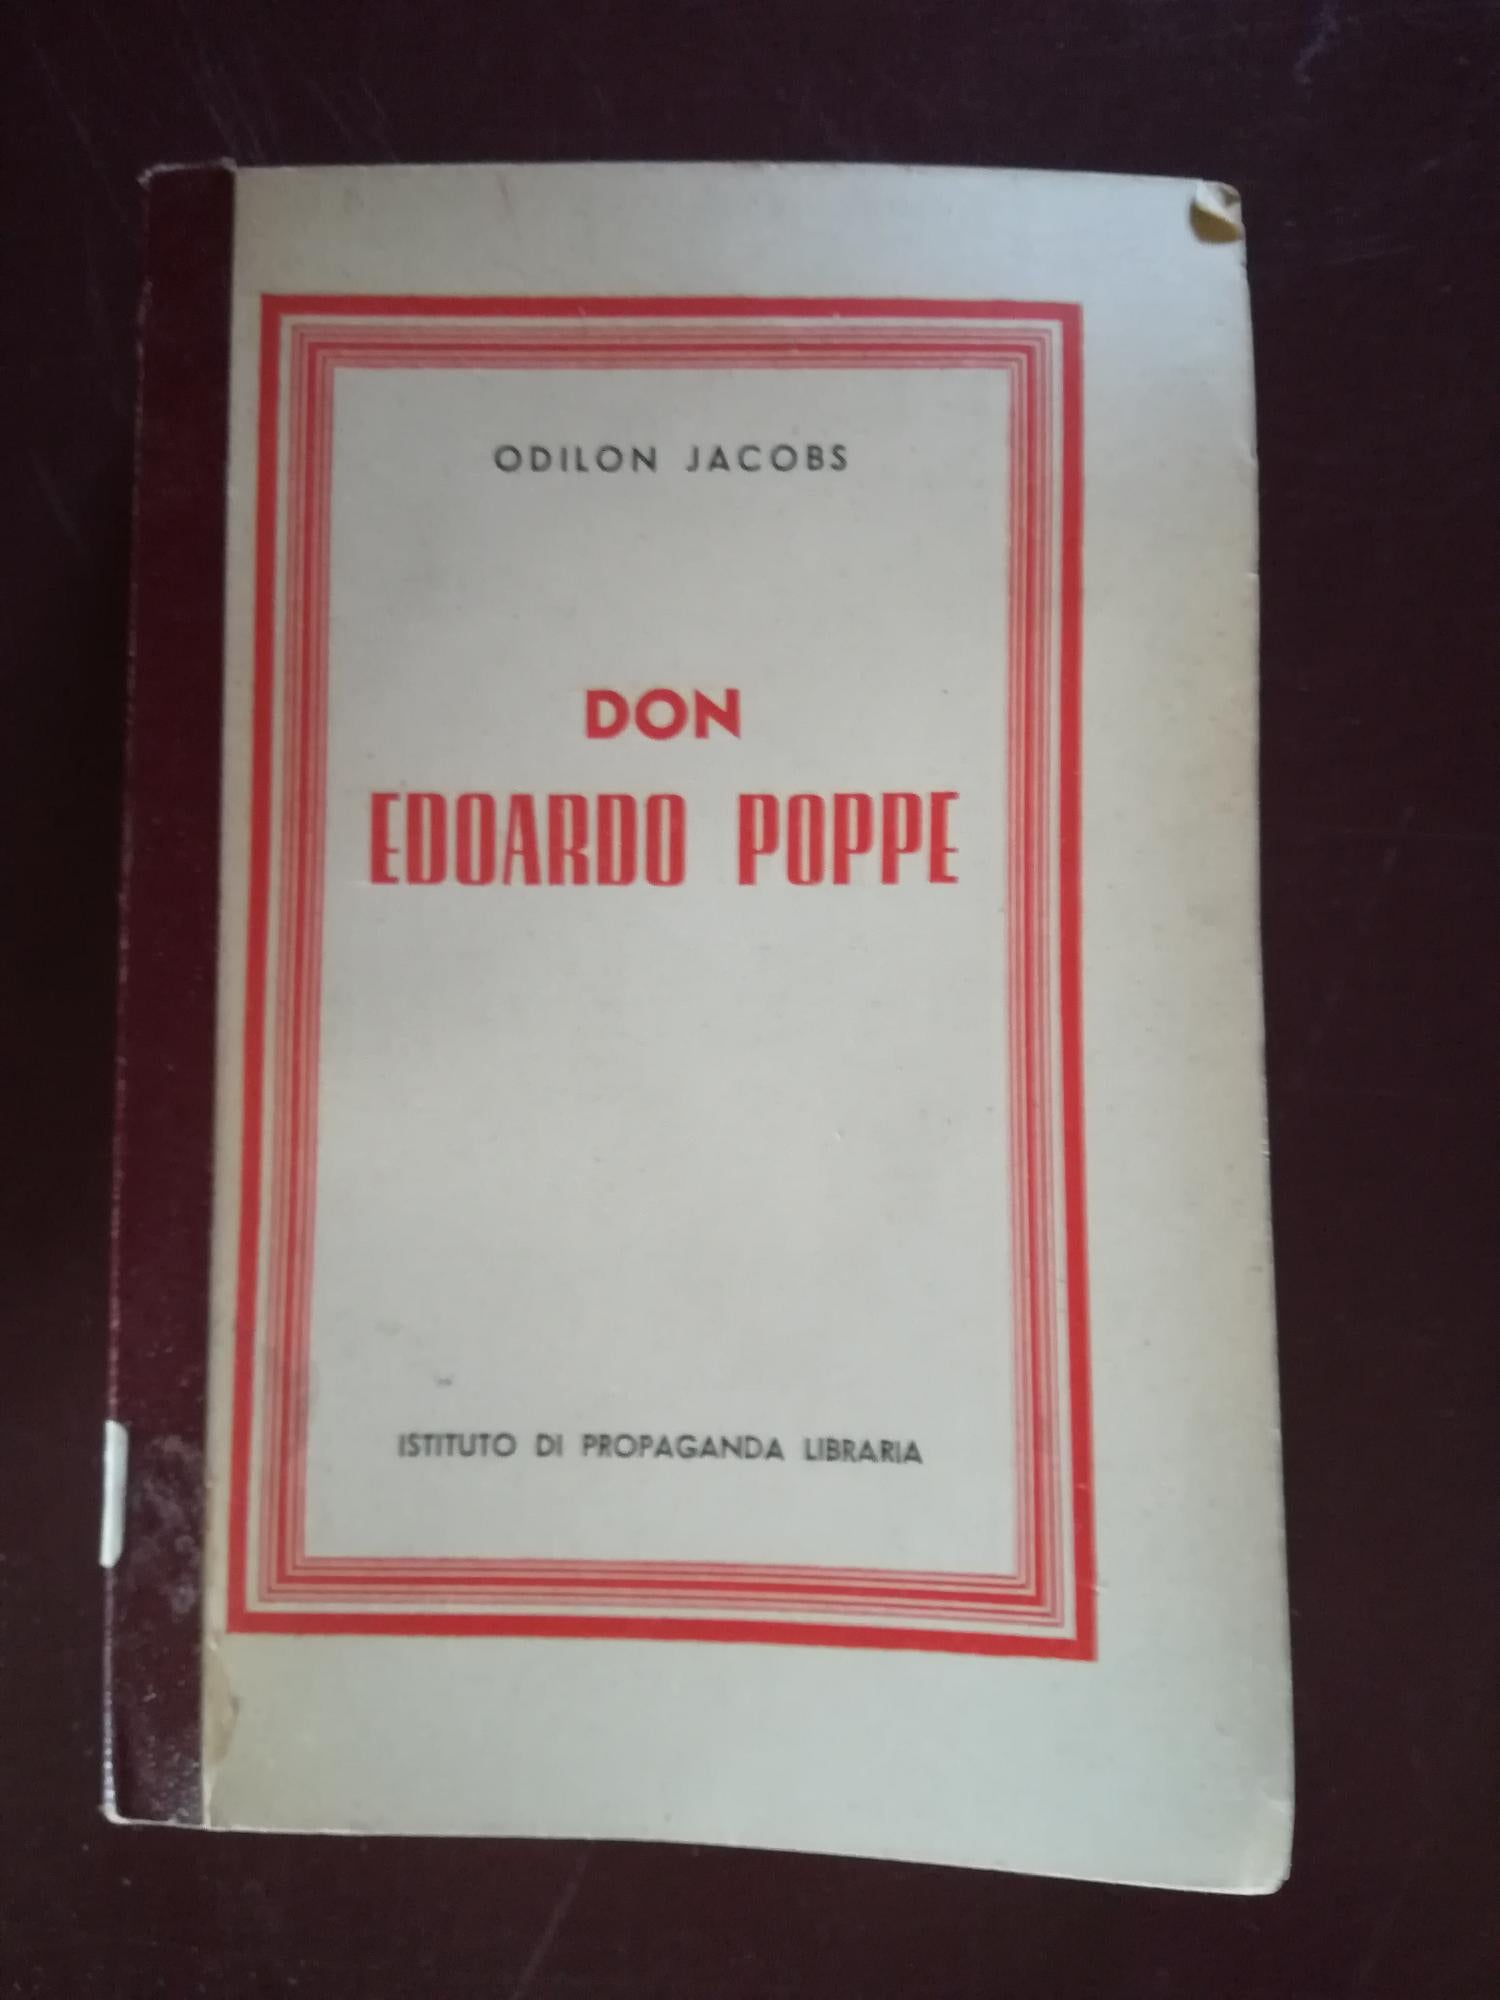 ODILON JACOBS
DON
EDOARDO POPPE
ISTITUTO DI PROPAGANDA LIBRARIA